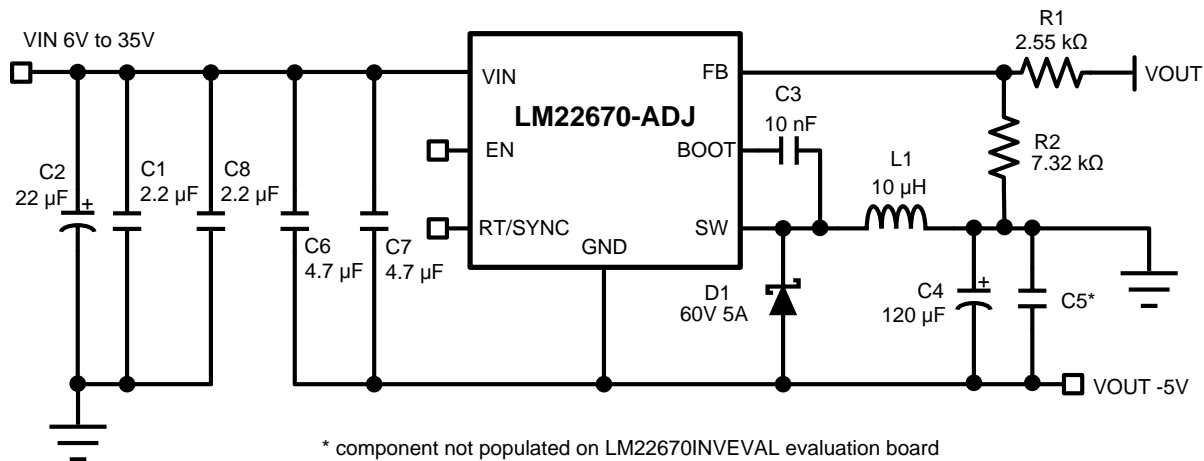 VIN 6V to 35V
R1
2.55 kΩ
VOUT
VIN
FB
LM22670-ADJ
C3
10 nF
EN
BOOT
R2
7.32 kΩ
L1
10 µH
C2
22 µF
+
C1
2.2 µF
C8
2.2 µF
RT/SYNC
SW
GND
C6
4.7 µF
C7
4.7 µF
D1
60V 5A
C4
120 µF
+
C5*
VOUT -5V
* component not populated on LM22670INVEVAL evaluation board